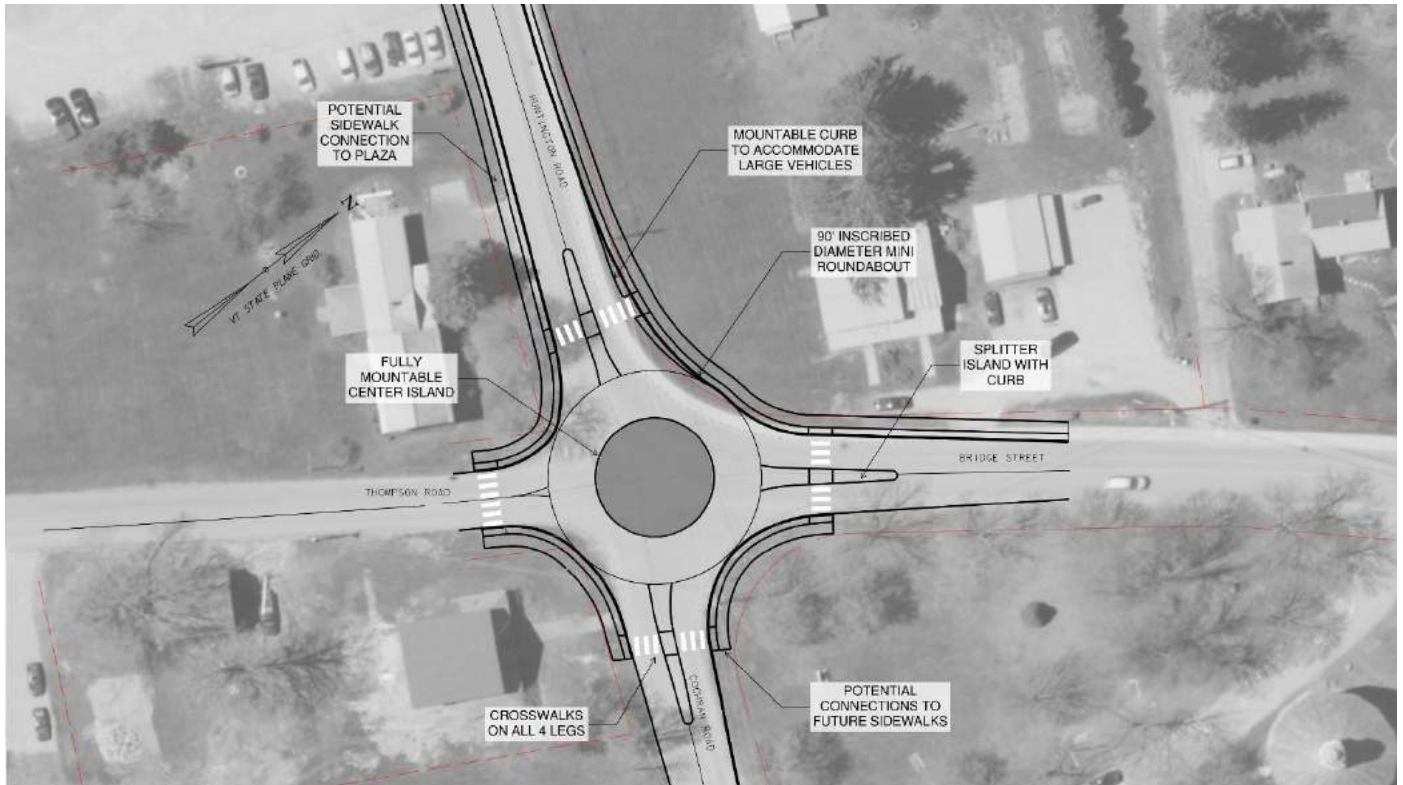 POTENTIAL
SIDEWALK
CONNECTION
TO PLAZA
HUNTINGTON ROAD
MOUNTABLE CURB
TO ACCOMMODATE
LARGE VEHICLES
N
VT STATE PLANE GRID
90' INSCRIBED
DIAMETER MINI
ROUNDABOUT
FULLY
MOUNTABLE
CENTER ISLAND
SPLITTER
ISLAND WITH
CURB
BRIDGE STREET
THOMPSON ROAD
COCHRAN ROAD
CROSSWALKS
ON ALL 4 LEGS
POTENTIAL
CONNECTIONS TO
FUTURE SIDEWALKS